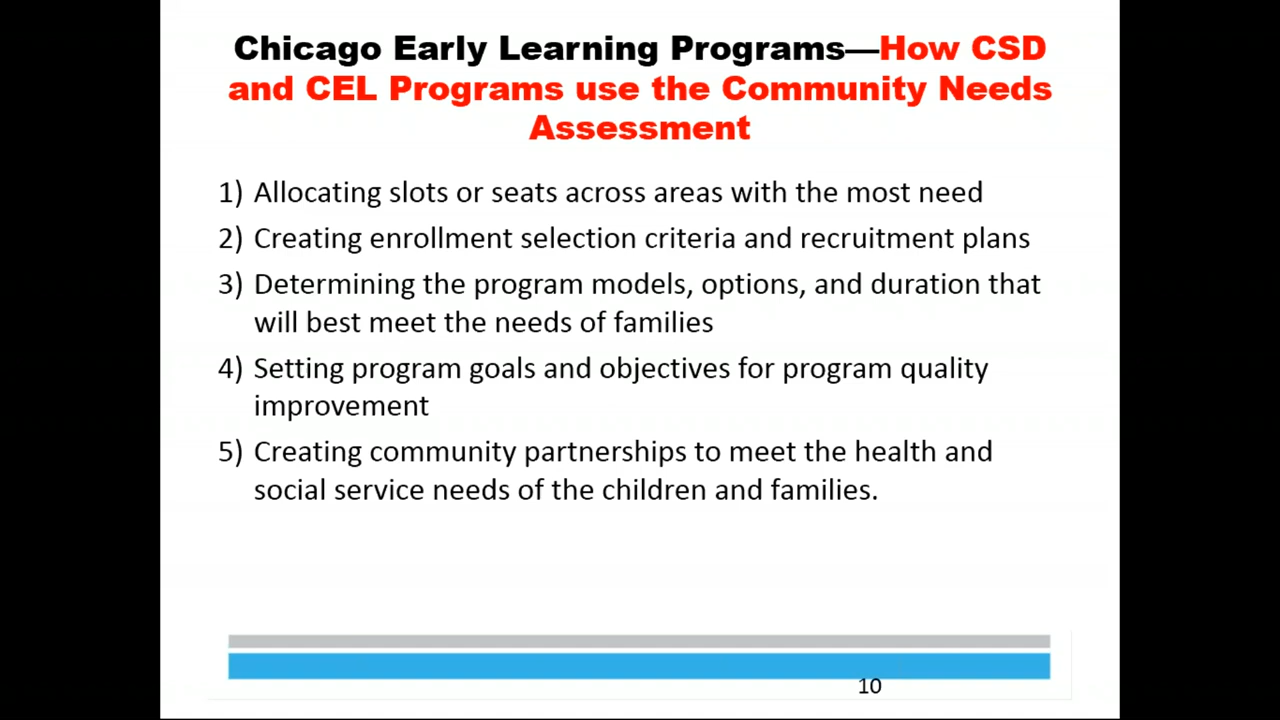 Chicago Early Learning Programs—How CSD
and CEL Programs use the Community Needs
Assessment
1) Allocating slots or seats across areas with the most need
2) Creating enrollment selection criteria and recruitment plans
3) Determining the program models, options, and duration that
will best meet the needs of families
4) Setting program goals and objectives for program quality
improvement
5) Creating community partnerships to meet the health and
social service needs of the children and families.
10